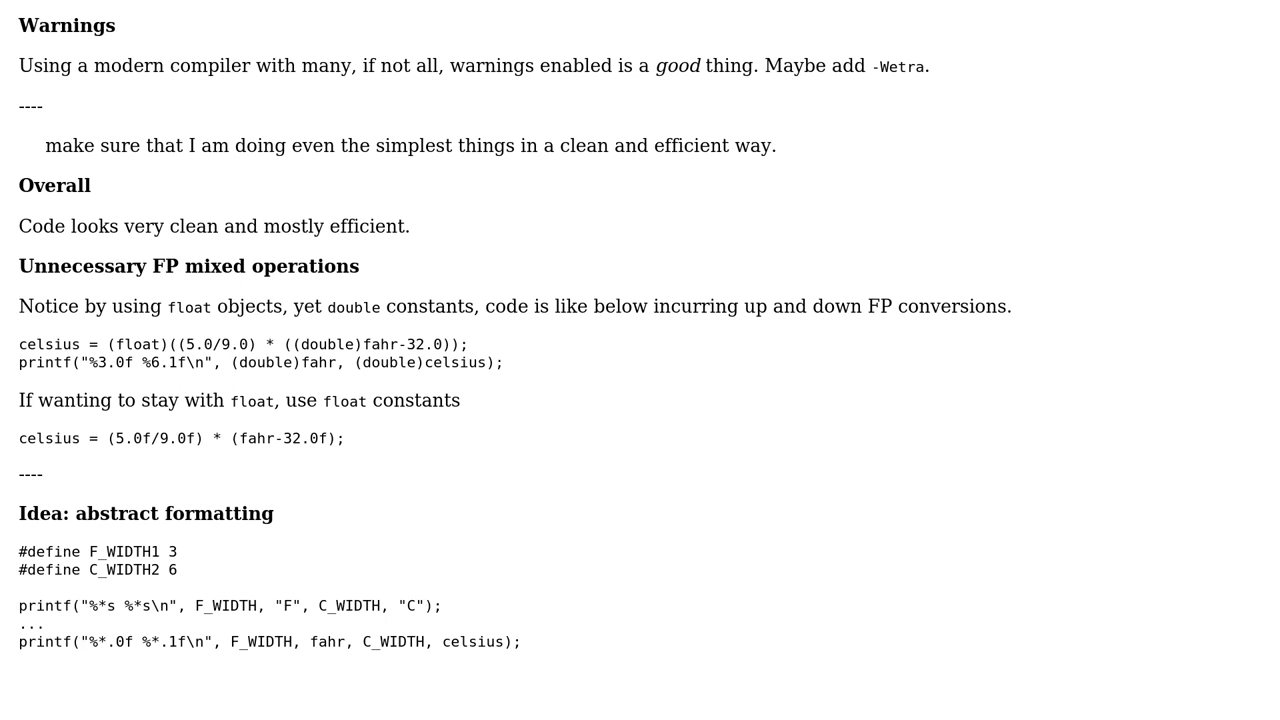 Warnings
Using a modern compiler with many, if not all, warnings enabled is a good thing. Maybe add -Wetra.
----
make sure that I am doing even the simplest things in a clean and efficient way.
Overall
Code looks very clean and mostly efficient.
Unnecessary FP mixed operations
Notice by using float objects, yet double constants, code is like below incurring up and down FP conversions.
celsius = (float)((5.0/9.0) * ((double)fahr-32.0));
printf("%3.0f %6.1f\n", (double)fahr, (double)celsius);
If wanting to stay with float, use float constants
celsius = (5.0f/9.0f) * (fahr-32.0f);
----
Idea: abstract formatting
#define F_WIDTH1 3
#define C_WIDTH2 6
printf("%*s %*s\n", F_WIDTH, "F", C_WIDTH, "C");
...
printf("%*.0f %*.1f\n", F_WIDTH, fahr, C_WIDTH, celsius);